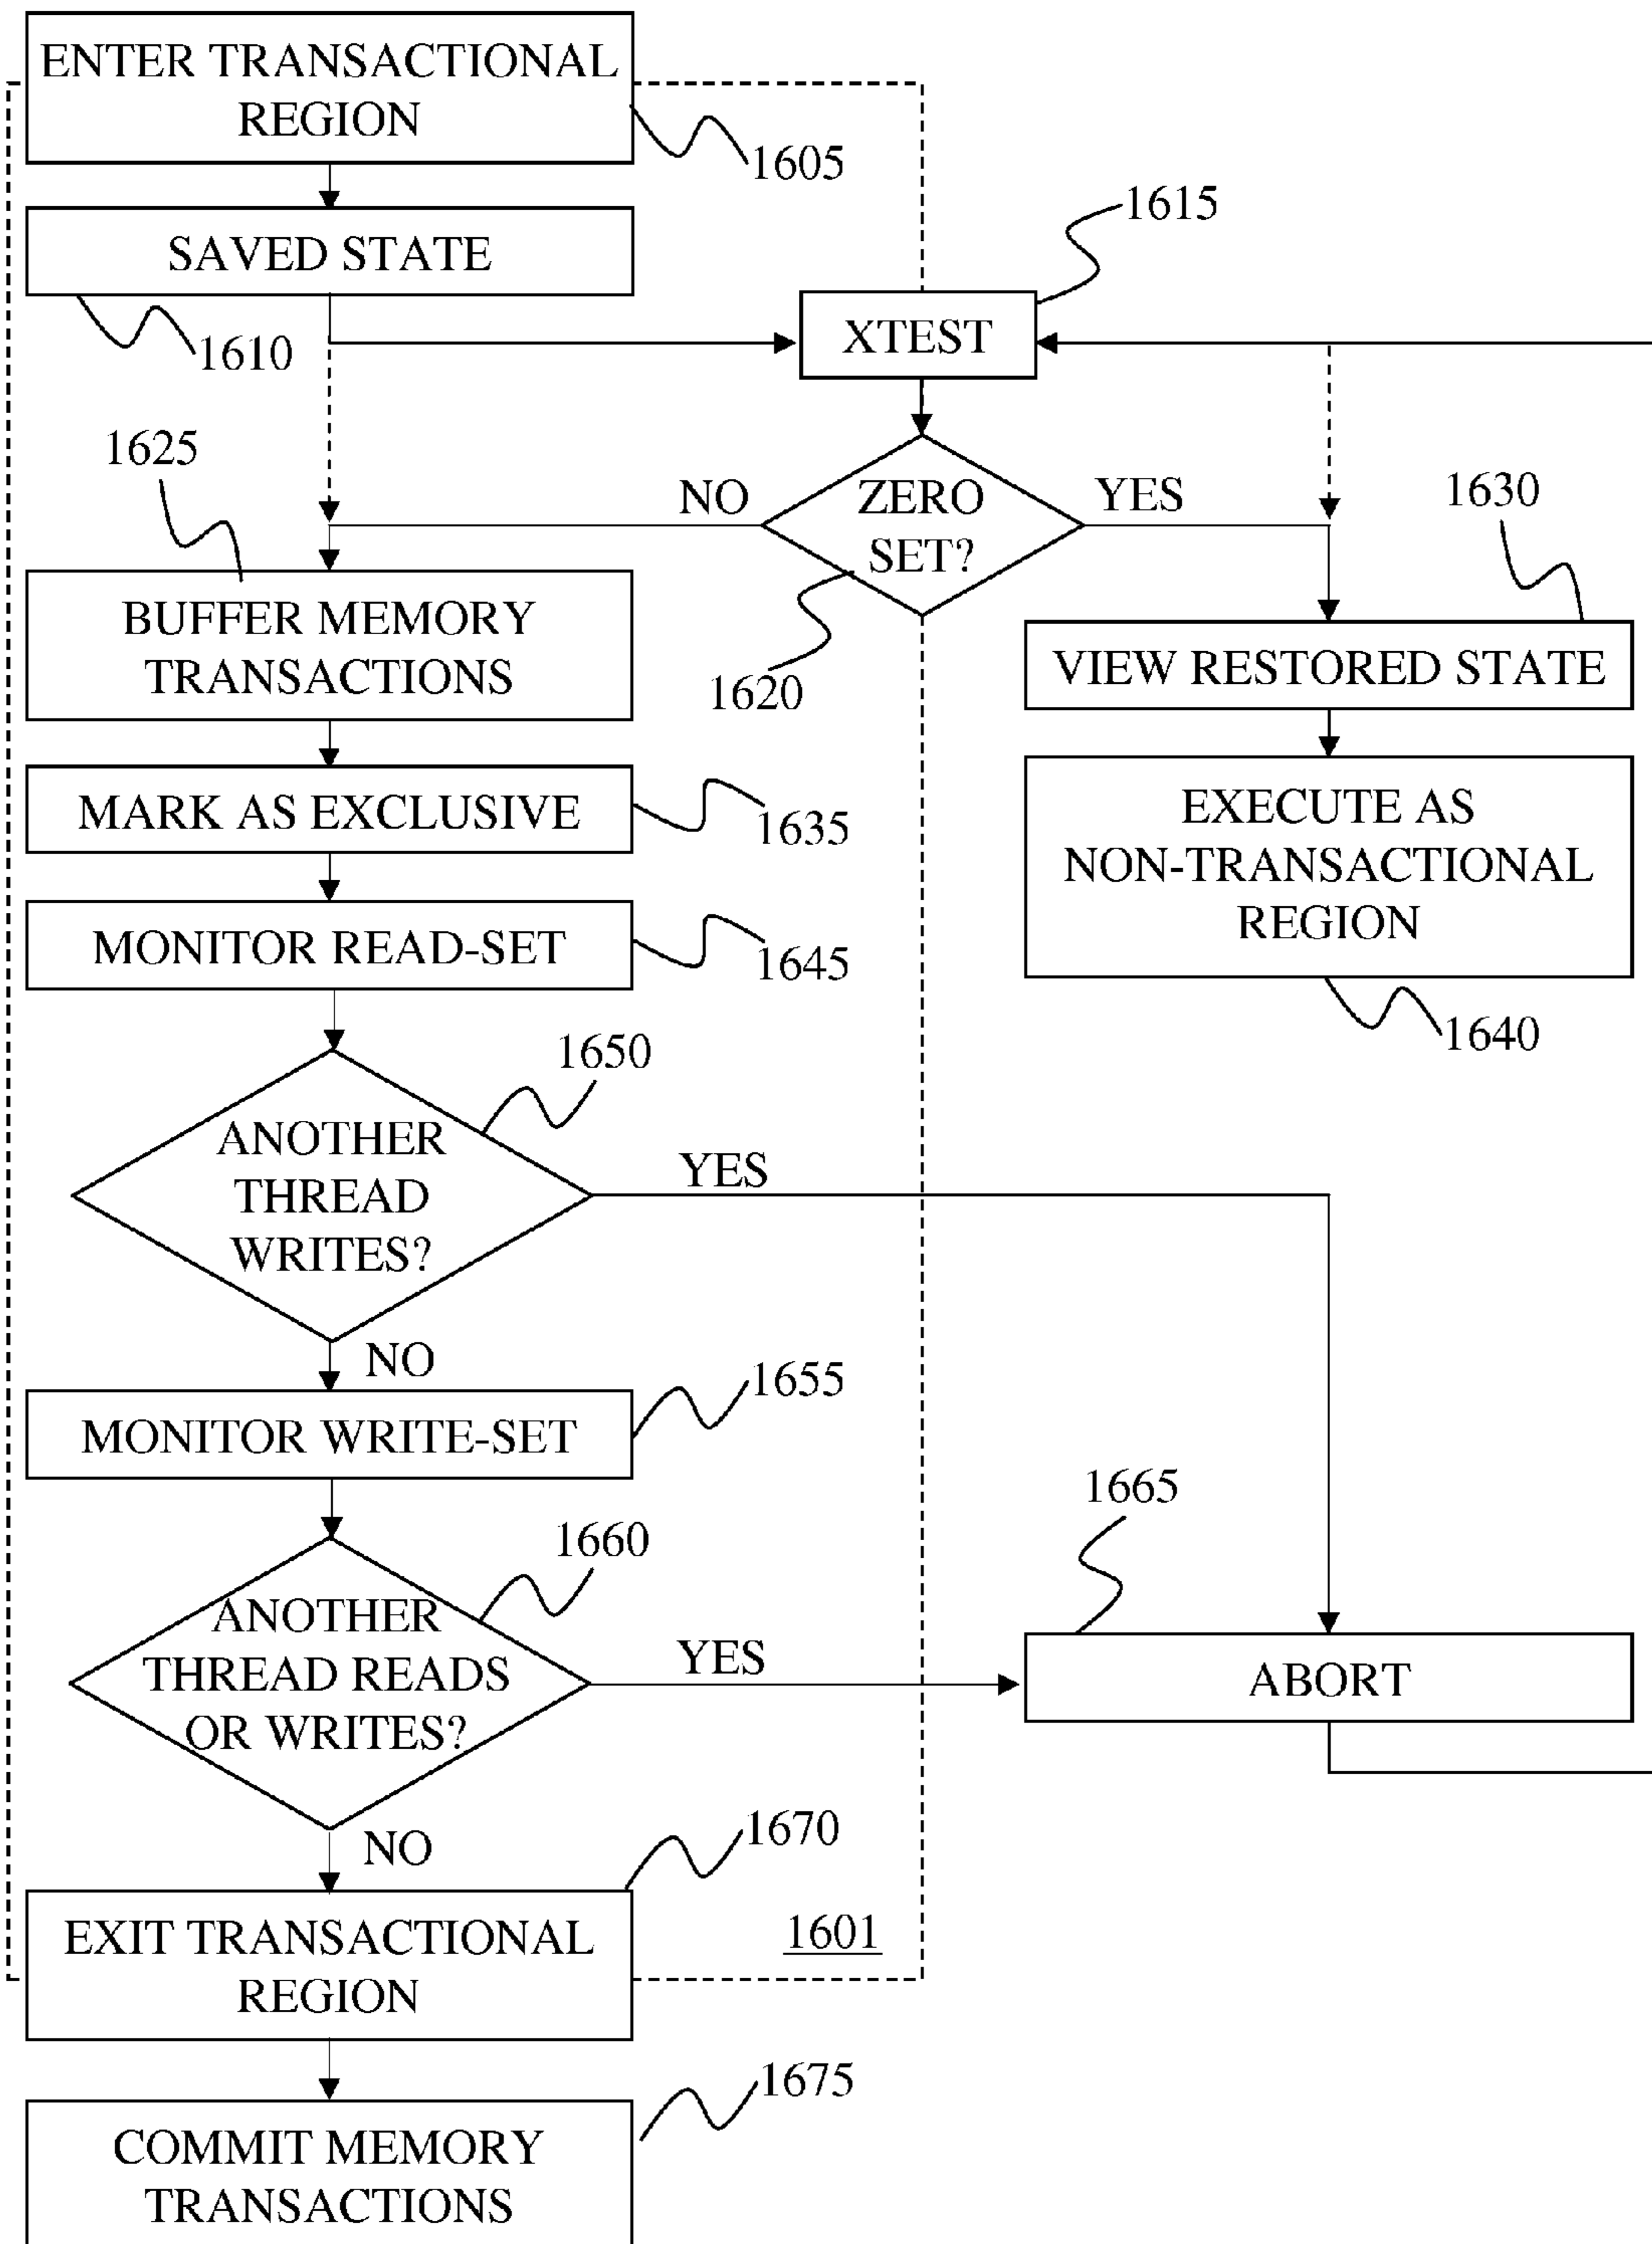 ENTER TRANSACTIONAL
REGION
1605
SAVED STATE
1610
1615
XTEST
ZERO
SET?
NO
YES
1620
1625
BUFFER MEMORY
TRANSACTIONS
1630
VIEW RESTORED STATE
MARK AS EXCLUSIVE
1635
EXECUTE AS
NON-TRANSACTIONAL
REGION
1640
MONITOR READ-SET
1645
1650
ANOTHER
THREAD
WRITES?
YES
NO
MONITOR WRITE-SET
1655
1660
ANOTHER
THREAD READS
OR WRITES?
YES
1665
ABORT
NO
1670
EXIT TRANSACTIONAL
REGION
1601
1675
COMMIT MEMORY
TRANSACTIONS